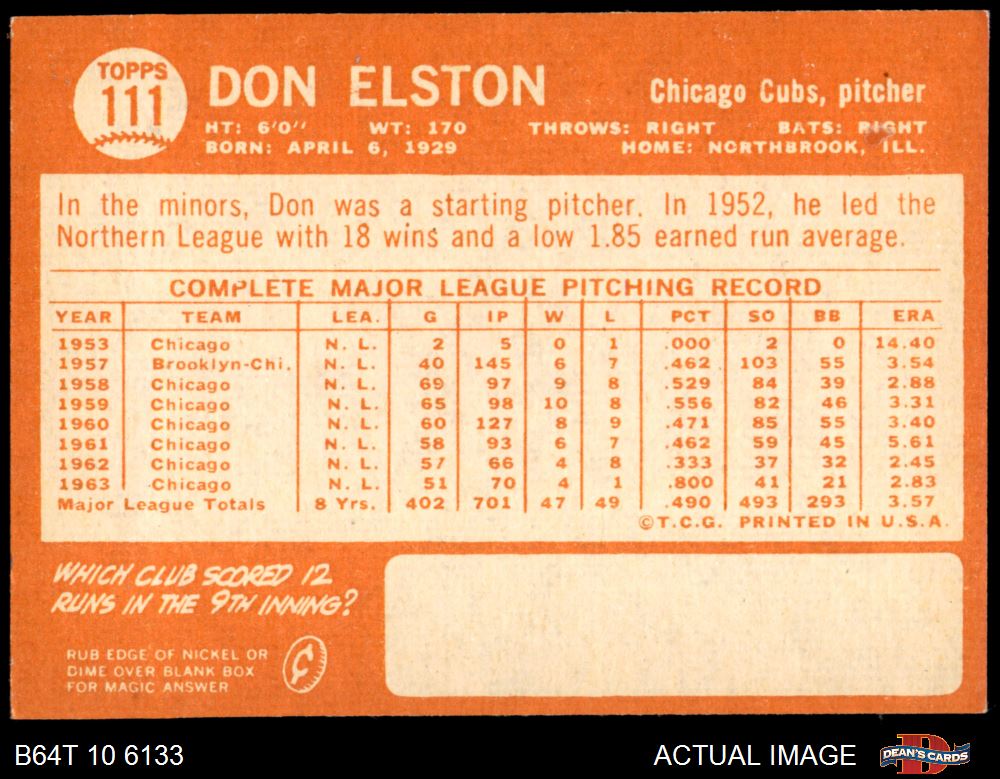 TOPPS
111
DON ELSTON
Chicago Cubs, pitcher
HT: 6'0" WT: 170 THROWS: RIGHT BATS: RIGHT
BORN: APRIL 6, 1929 HOME: NORTHBROOK, ILL.
In the minors, Don was a starting pitcher. In 1952, he led the
Northern League with 18 wins and a low 1.85 earned run average.
COMPLETE MAJOR LEAGUE PITCHING RECORD
YEAR TEAM LEA. G IP W L PCT SO BB ERA
1953 Chicago N. L. 2 5 0 1 .000 2 0 14.40
1957 Brooklyn-Chi. N. L. 40 145 6 7 .462 103 55 3.54
1958 Chicago N. L. 69 97 9 8 .529 84 39 2.88
1959 Chicago N. L. 65 98 10 8 .556 82 46 3.31
1960 Chicago N. L. 60 127 8 9 .471 85 55 3.40
1961 Chicago N. L. 58 93 6 7 .462 59 45 5.61
1962 Chicago N. L. 57 66 4 8 .333 37 32 2.45
1963 Chicago N. L. 51 70 4 1 .800 41 21 2.83
Major League Totals 8 Yrs. 402 701 47 49 .490 493 293 3.57
©T.C.G. PRINTED IN U.S.A.
WHICH CLUB SCORED 12
RUNS IN THE 9TH INNING?
RUB EDGE OF NICKEL OR
DIME OVER BLANK BOX
FOR MAGIC ANSWER
¢
B64T 10 6133
ACTUAL IMAGE
D
DEAN'S CARDS